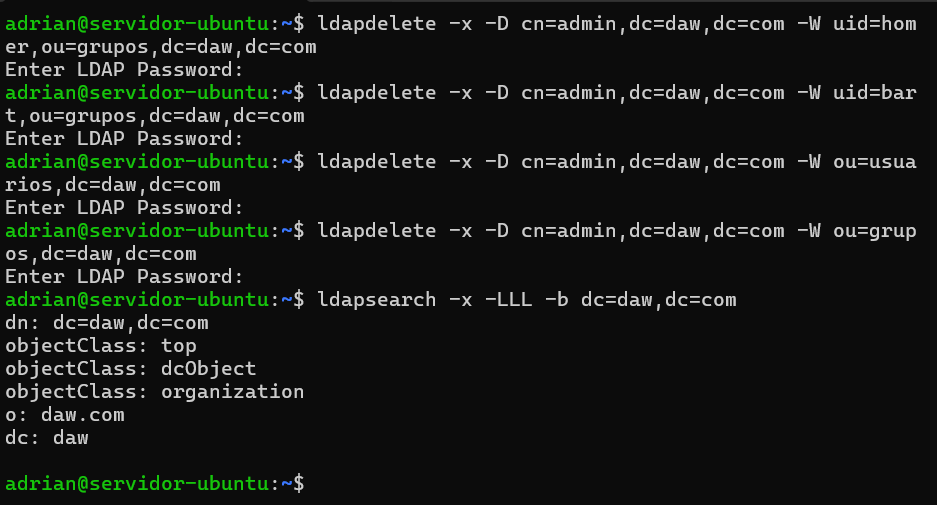 adrian@servidor-ubuntu:~$ ldapdelete -x -D cn=admin,dc=daw,dc=com -W uid=hom
er,ou=grupos,dc=daw,dc=com
Enter LDAP Password:
adrian@servidor-ubuntu:~$ ldapdelete -x -D cn=admin,dc=daw,dc=com -W uid=bar
t,ou=grupos,dc=daw,dc=com
Enter LDAP Password:
adrian@servidor-ubuntu:~$ ldapdelete -x -D cn=admin,dc=daw,dc=com -W ou=usua
rios,dc=daw,dc=com
Enter LDAP Password:
adrian@servidor-ubuntu:~$ ldapdelete -x -D cn=admin,dc=daw,dc=com -W ou=grup
os,dc=daw,dc=com
Enter LDAP Password:
adrian@servidor-ubuntu:~$ ldapsearch -x -LLL -b dc=daw,dc=com
dn: dc=daw,dc=com
objectClass: top
objectClass: dcObject
objectClass: organization
o: daw.com
dc: daw
adrian@servidor-ubuntu:~$